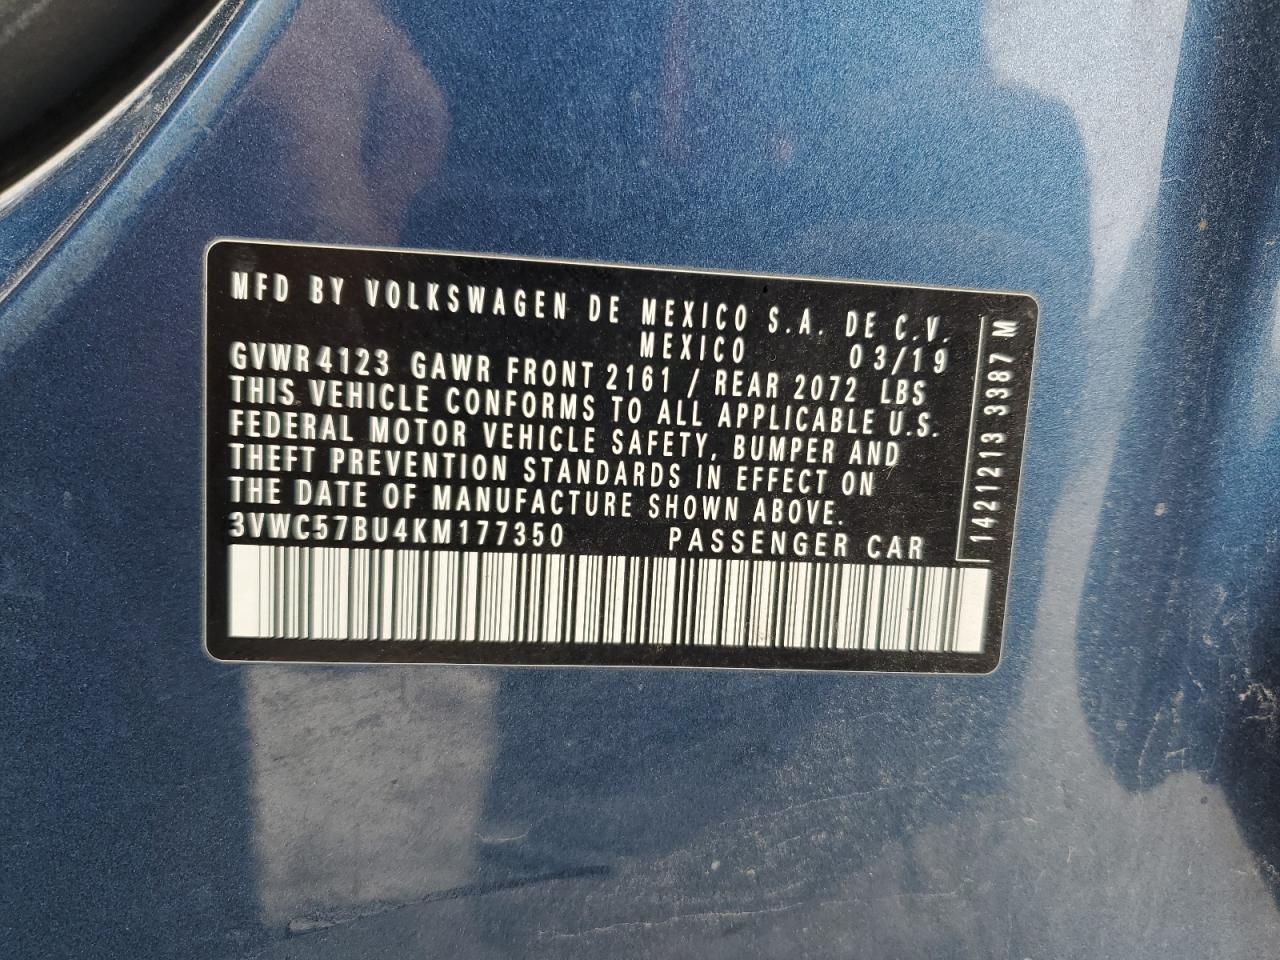 MFD BY VOLKSWAGEN DE MEXICO S.A. DE C.V.
MEXICO 03/19
GVWR 4123 GAWR FRONT 2161 / REAR 2072 LBS
THIS VEHICLE CONFORMS TO ALL APPLICABLE U.S.
FEDERAL MOTOR VEHICLE SAFETY, BUMPER AND
THEFT PREVENTION STANDARDS IN EFFECT ON
THE DATE OF MANUFACTURE SHOWN ABOVE.
3VWC57BU4KM177350 PASSENGER CAR
1421213 3387 M